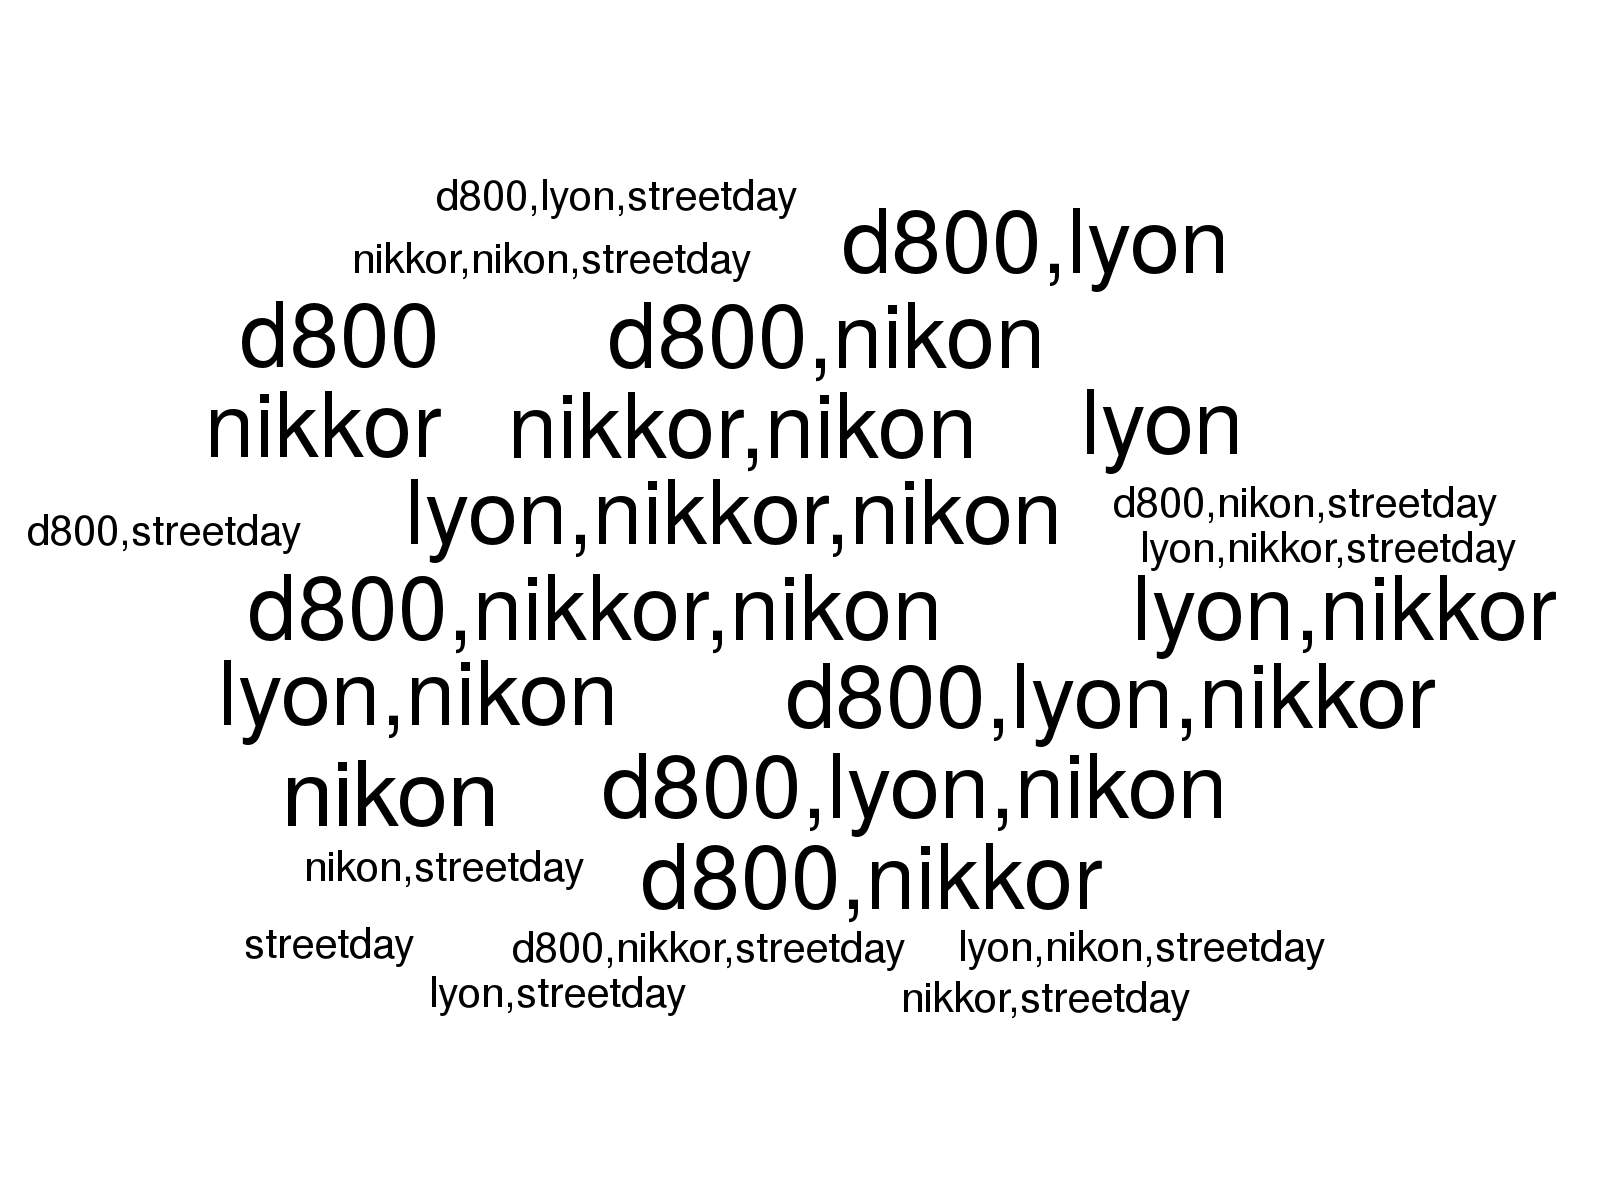 d800,lyon,streetday
d800,lyon
nikkor,nikon,streetday
d800 d800,nikon
nikkor nikkor,nikon lyon
lyon,nikkor,nikon d800,nikon,streetday
d800,streetday
lyon,nikkor,streetday
d800,nikkor,nikon lyon,nikkor
lyon,nikon d800,lyon,nikkor
nikon d800,lyon,nikon
nikon,streetday d800,nikkor
streetday d800,nikkor,streetday lyon,nikon,streetday
lyon,streetday nikkor,streetday